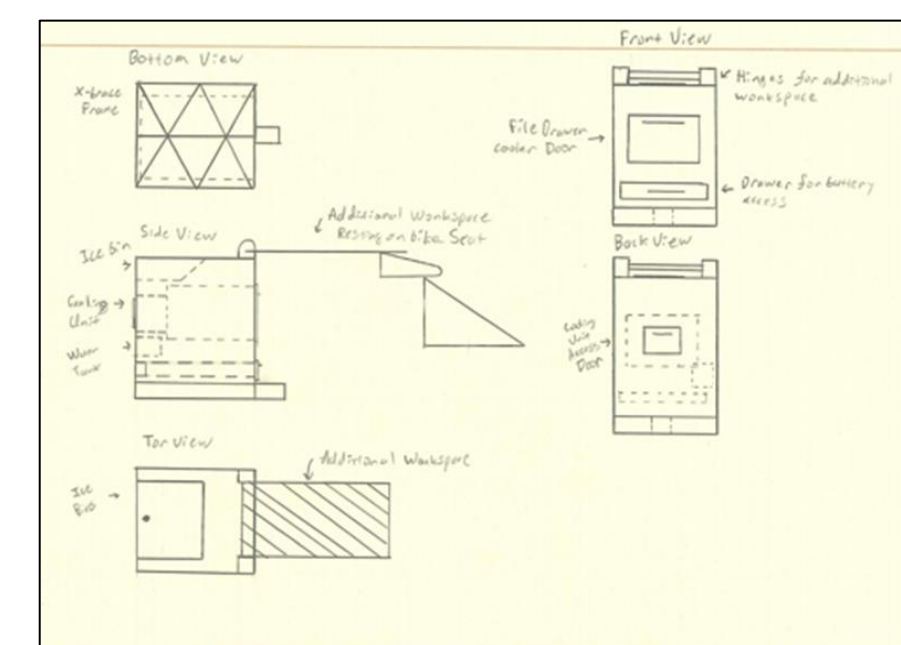 Bottom View
X-brace
Frame
Front View
Hinges for additional
workspace
File Drawer
cooler Door
Drawer for battery
access
Side View
Ice bin
Cooling
Unit
Water
Tank
Additional Workspace
Resting on bike Seat
Back View
Cooling
Unit
Access
Door
Top View
Ice
Bin
Additional Workspace